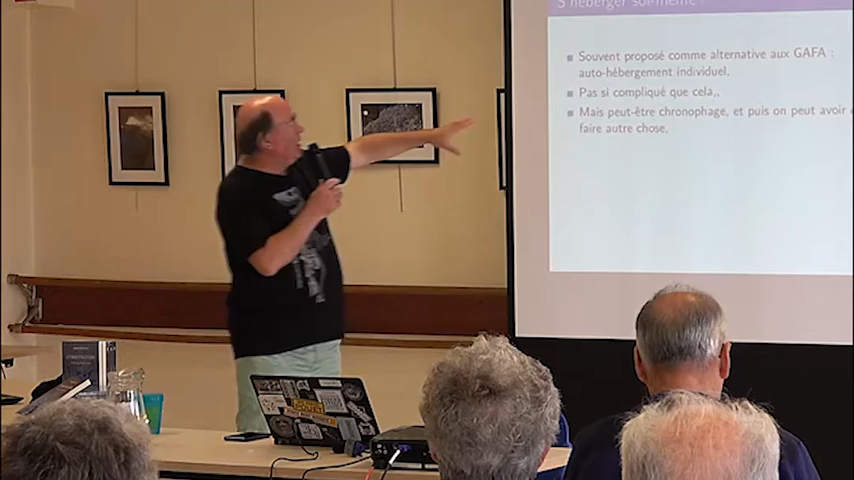 S'héberger soi-même :
Souvent proposé comme alternative aux GAFA :
auto-hébergement individuel,
Pas si compliqué que cela,,
Mais peut-être chronophage, et puis on peut avoir
faire autre chose,